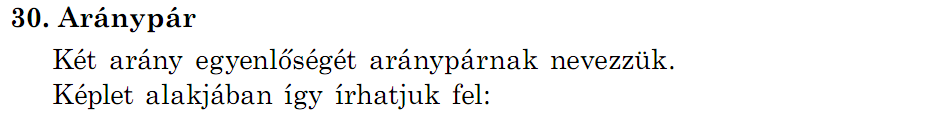 30. Aránypár
Két arány egyenlőségét aránypárnak nevezzük.
Képlet alakjában így írhatjuk fel: